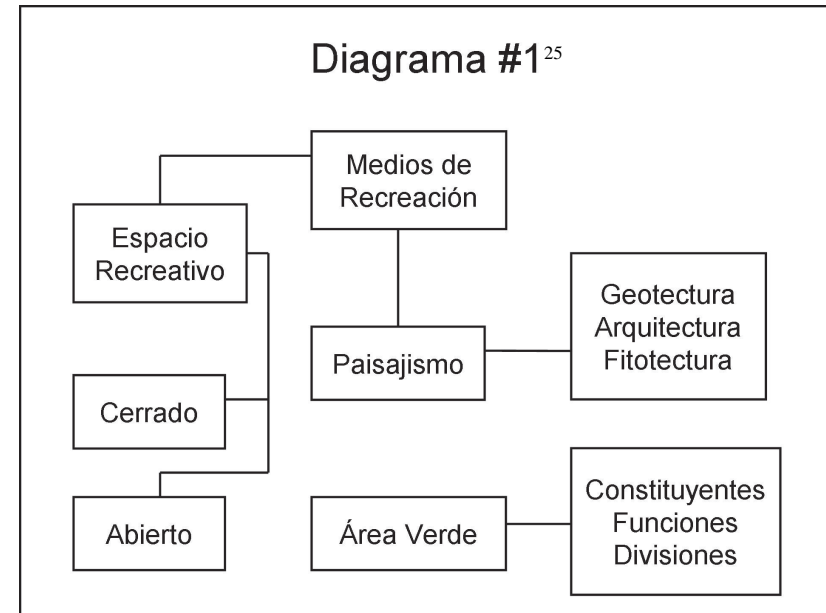 Diagrama #1²⁵
Medios de
Recreación
Espacio
Recreativo
Geotectura
Arquitectura
Fitotectura
Paisajismo
Cerrado
Constituyentes
Funciones
Divisiones
Abierto
Área Verde